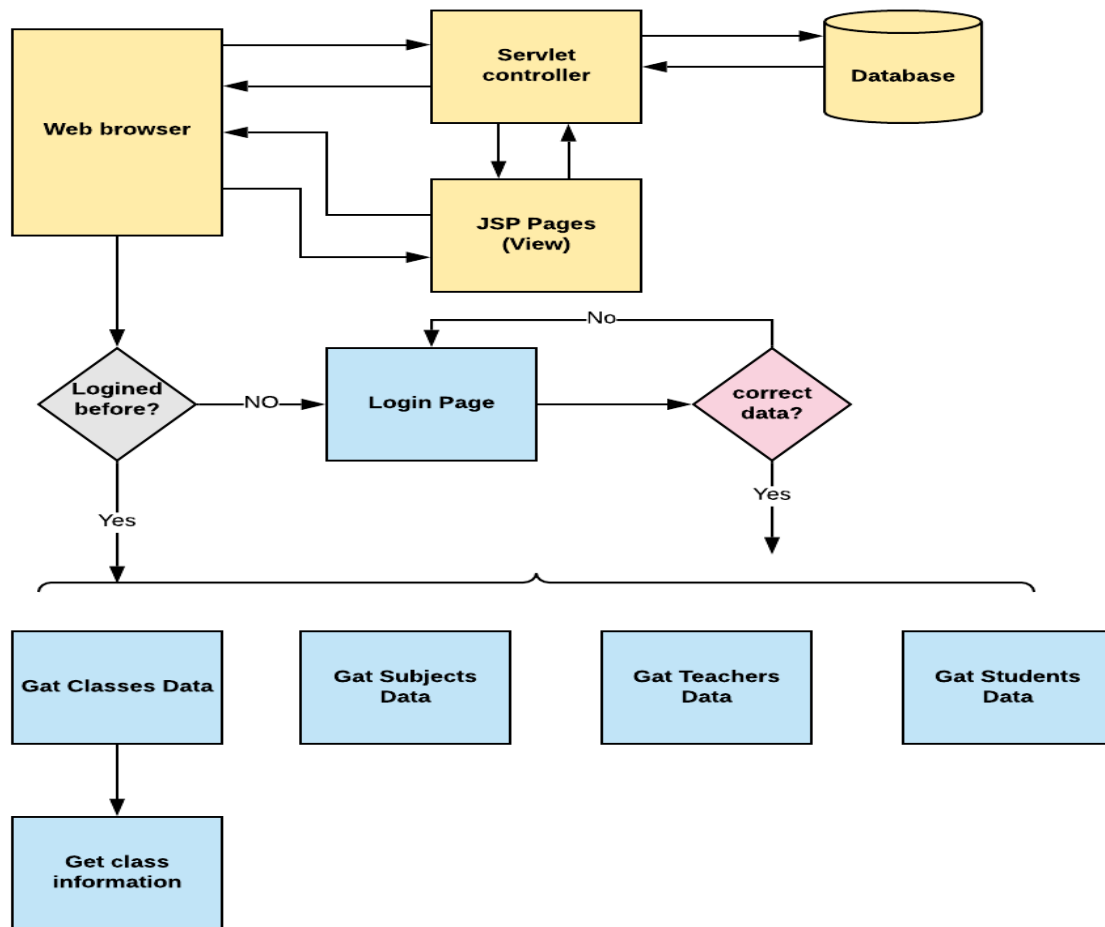 Servlet
controller
Database
Web browser
JSP Pages
(View)
No
Logined
before?
NO
Login Page
correct
data?
Yes
Yes
Gat Classes Data
Gat Subjects
Data
Gat Teachers
Data
Gat Students
Data
Get class
information